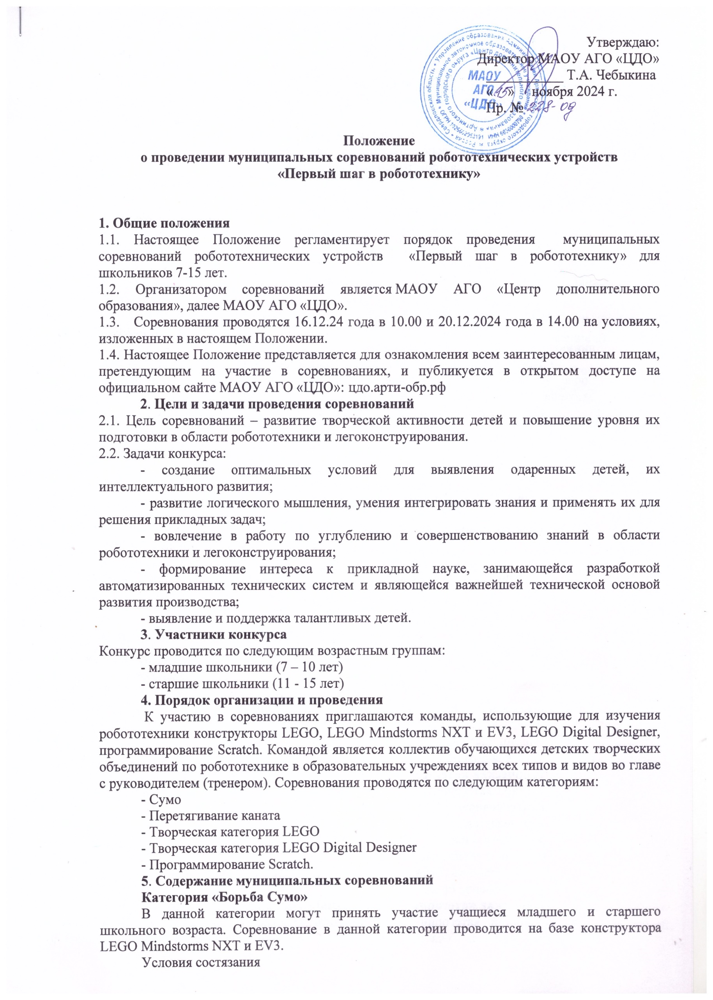 Утверждаю:
Директор МАОУ АГО «ЦДО»
___________ Т.А. Чебыкина
«15» ноября 2024 г.
Пр. № 228-од
МАОУ
АГО
«ЦДО»
Положение
о проведении муниципальных соревнований робототехнических устройств
«Первый шаг в робототехнику»
1. Общие положения
1.1. Настоящее Положение регламентирует порядок проведения муниципальных
соревнований робототехнических устройств «Первый шаг в робототехнику» для
школьников 7-15 лет.
1.2. Организатором соревнований является МАОУ АГО «Центр дополнительного
образования», далее МАОУ АГО «ЦДО».
1.3. Соревнования проводятся 16.12.24 года в 10.00 и 20.12.2024 года в 14.00 на условиях,
изложенных в настоящем Положении.
1.4. Настоящее Положение представляется для ознакомления всем заинтересованным лицам,
претендующим на участие в соревнованиях, и публикуется в открытом доступе на
официальном сайте МАОУ АГО «ЦДО»: цдо.арти-обр.рф
2. Цели и задачи проведения соревнований
2.1. Цель соревнований – развитие творческой активности детей и повышение уровня их
подготовки в области робототехники и легоконструирования.
2.2. Задачи конкурса:
- создание оптимальных условий для выявления одаренных детей, их
интеллектуального развития;
- развитие логического мышления, умения интегрировать знания и применять их для
решения прикладных задач;
- вовлечение в работу по углублению и совершенствованию знаний в области
робототехники и легоконструирования;
- формирование интереса к прикладной науке, занимающейся разработкой
автоматизированных технических систем и являющейся важнейшей технической основой
развития производства;
- выявление и поддержка талантливых детей.
3. Участники конкурса
Конкурс проводится по следующим возрастным группам:
- младшие школьники (7 – 10 лет)
- старшие школьники (11 - 15 лет)
4. Порядок организации и проведения
К участию в соревнованиях приглашаются команды, использующие для изучения
робототехники конструкторы LEGO, LEGO Mindstorms NXT и EV3, LEGO Digital Designer,
программирование Scratch. Командой является коллектив обучающихся детских творческих
объединений по робототехнике в образовательных учреждениях всех типов и видов во главе
с руководителем (тренером). Соревнования проводятся по следующим категориям:
- Сумо
- Перетягивание каната
- Творческая категория LEGO
- Творческая категория LEGO Digital Designer
- Программирование Scratch.
5. Содержание муниципальных соревнований
Категория «Борьба Сумо»
В данной категории могут принять участие учащиеся младшего и старшего
школьного возраста. Соревнование в данной категории проводится на базе конструктора
LEGO Mindstorms NXT и EV3.
Условия состязания